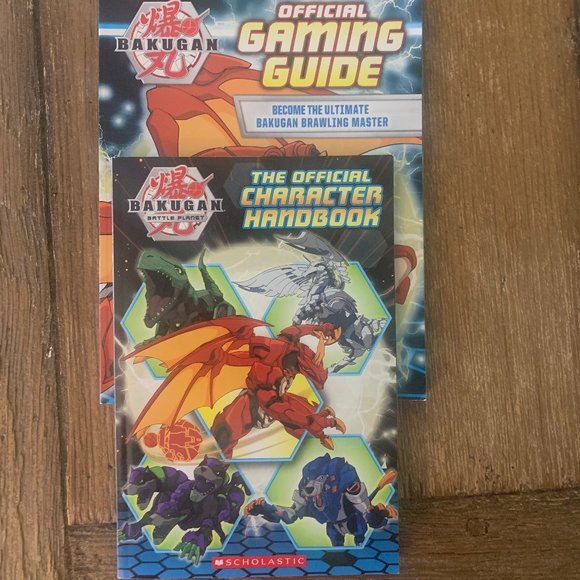 爆
BAKUGAN
丸
OFFICIAL
GAMING
GUIDE
BECOME THE ULTIMATE
BAKUGAN BRAWLING MASTER
爆
BAKUGAN
BATTLE PLANET
丸
THE OFFICIAL
CHARACTER
HANDBOOK
SCHOLASTIC